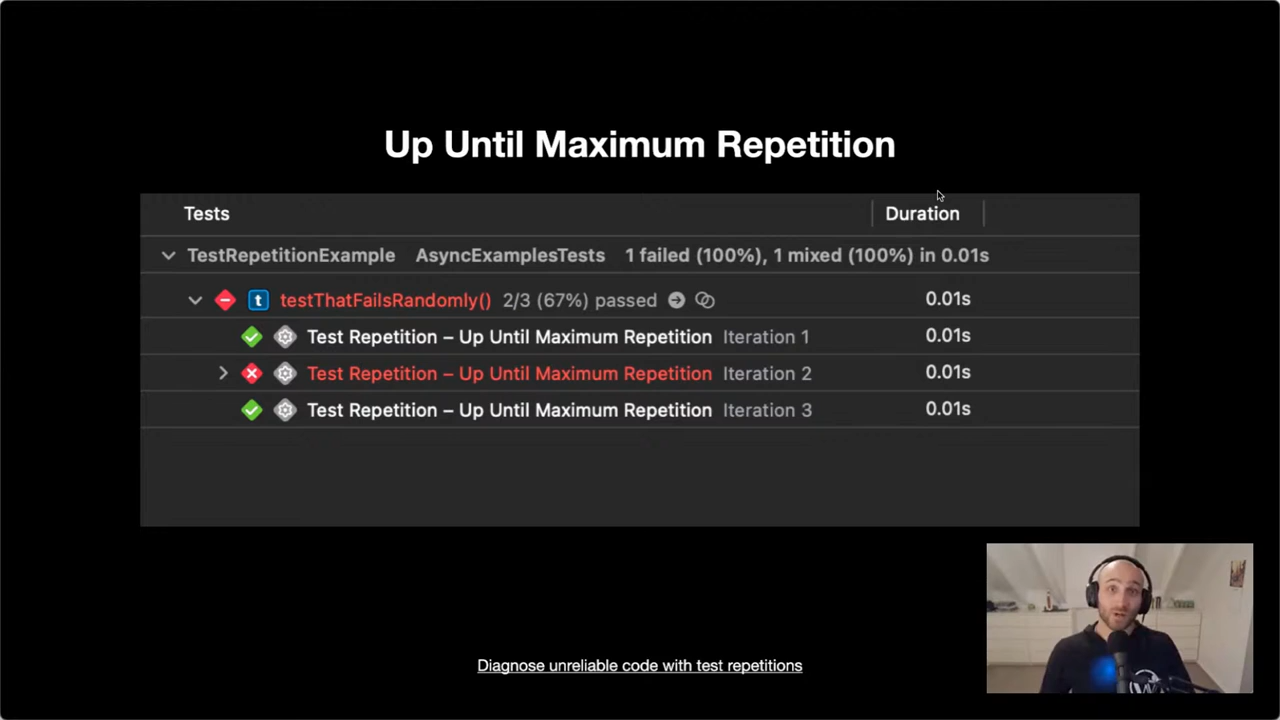 Up Until Maximum Repetition
Tests Duration
TestRepetitionExample AsyncExamplesTests 1 failed (100%), 1 mixed (100%) in 0.01s
t testThatFailsRandomly() 2/3 (67%) passed 0.01s
Test Repetition – Up Until Maximum Repetition Iteration 1 0.01s
Test Repetition – Up Until Maximum Repetition Iteration 2 0.01s
Test Repetition – Up Until Maximum Repetition Iteration 3 0.01s
Diagnose unreliable code with test repetitions